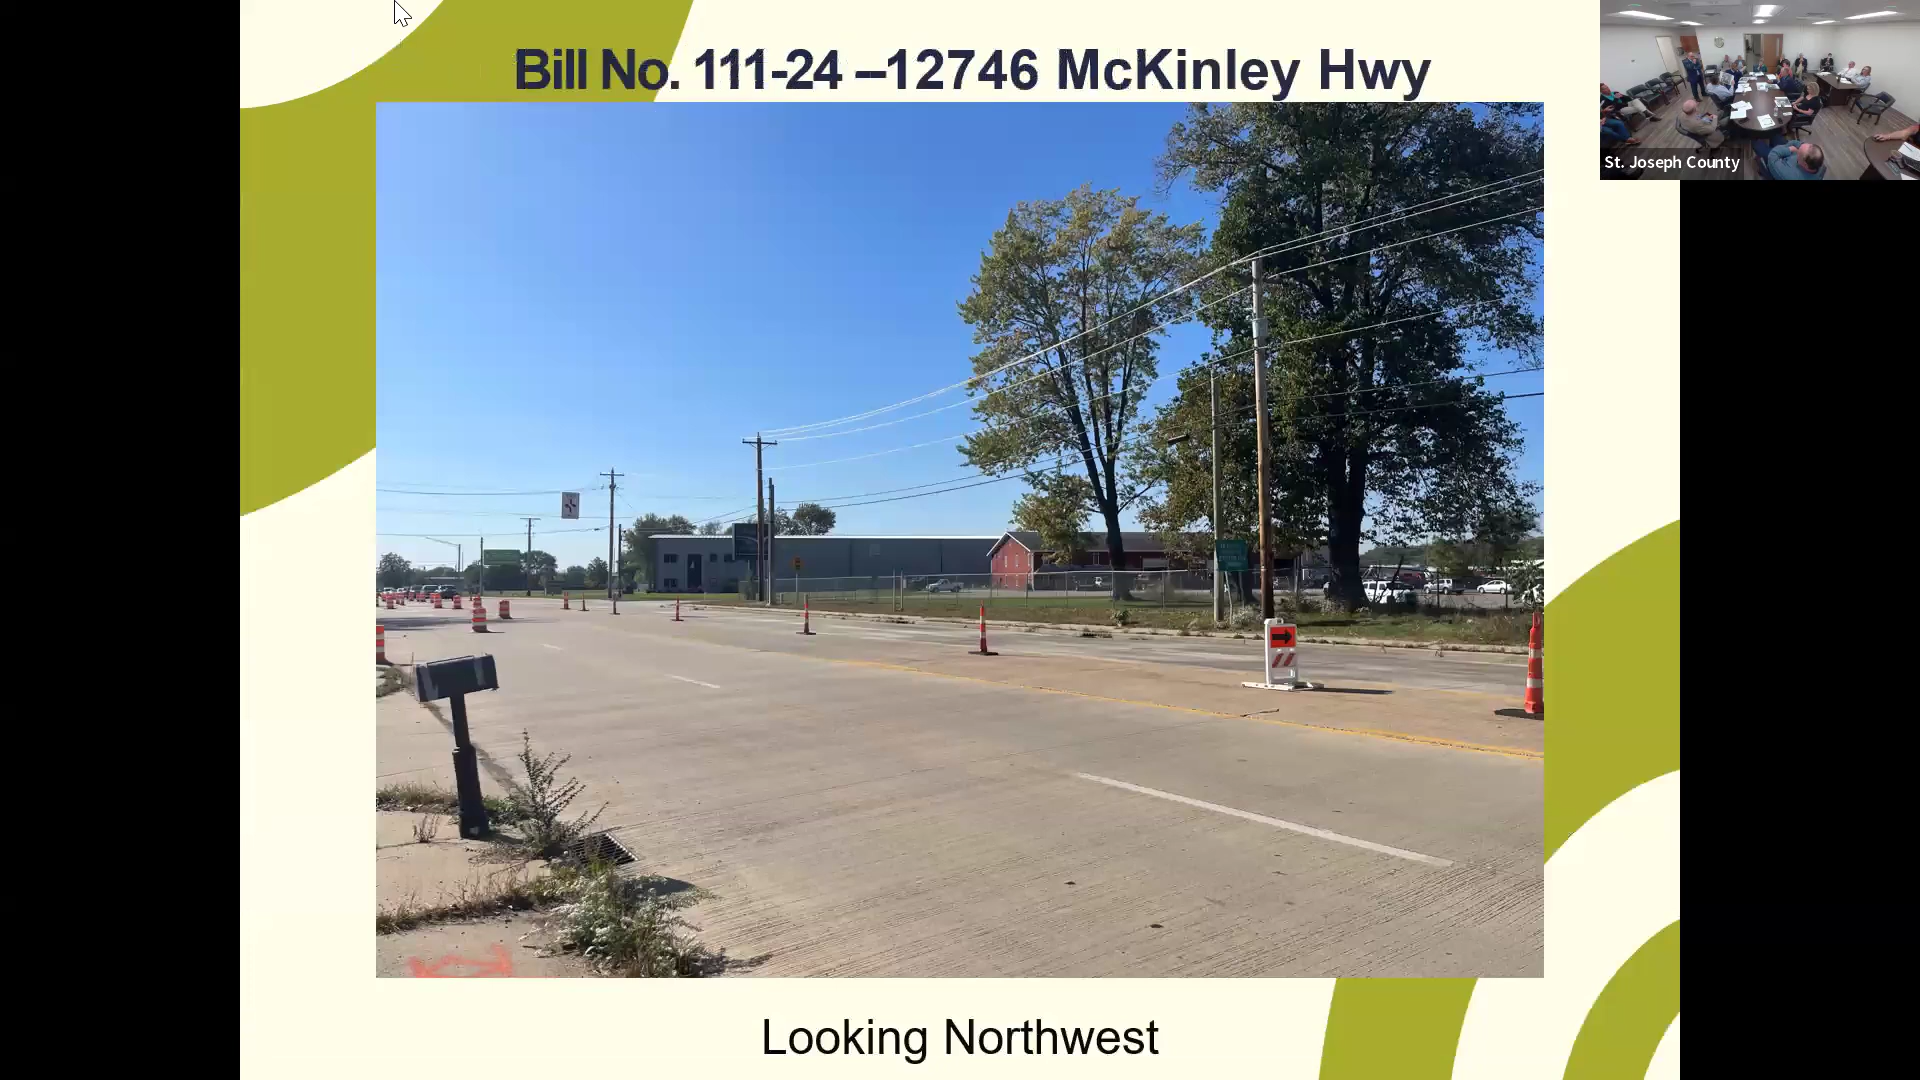 Bill No. 111-24 –12746 McKinley Hwy
St. Joseph County
Looking Northwest